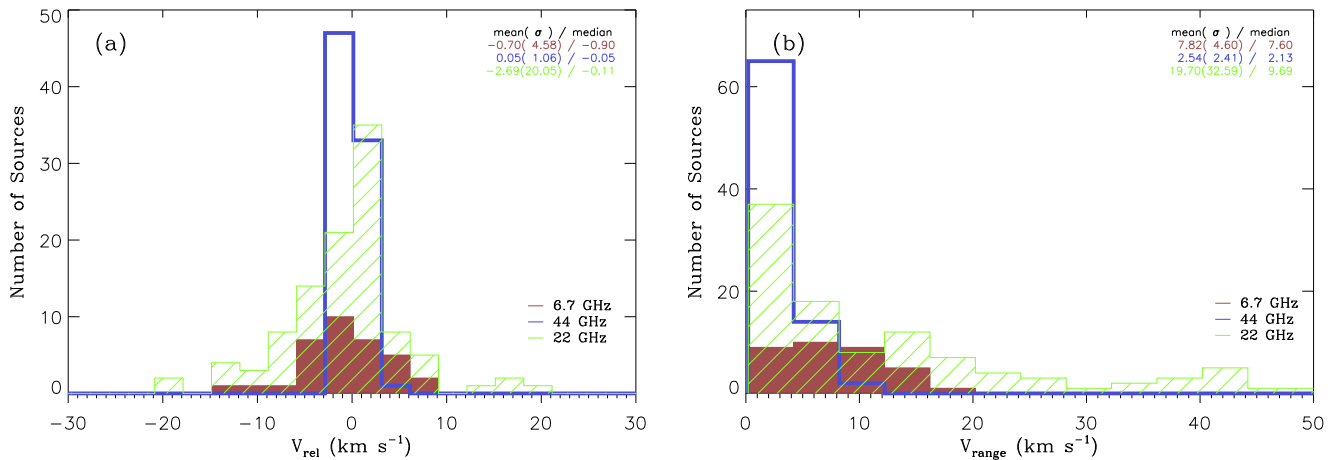 (a)
mean( σ ) / median
−0.70( 4.58) / −0.90
0.05( 1.06) / −0.05
−2.69(20.05) / −0.11
50
40
30
20
10
0
Number of Sources
6.7 GHz
44 GHz
22 GHz
−30
−20
−10
0
10
20
30
V_rel (km s⁻¹)
(b)
mean( σ ) / median
7.82( 4.60) / 7.60
2.54( 2.41) / 2.13
19.70(32.59) / 9.69
60
40
20
0
Number of Sources
6.7 GHz
44 GHz
22 GHz
0
10
20
30
40
50
V_range (km s⁻¹)